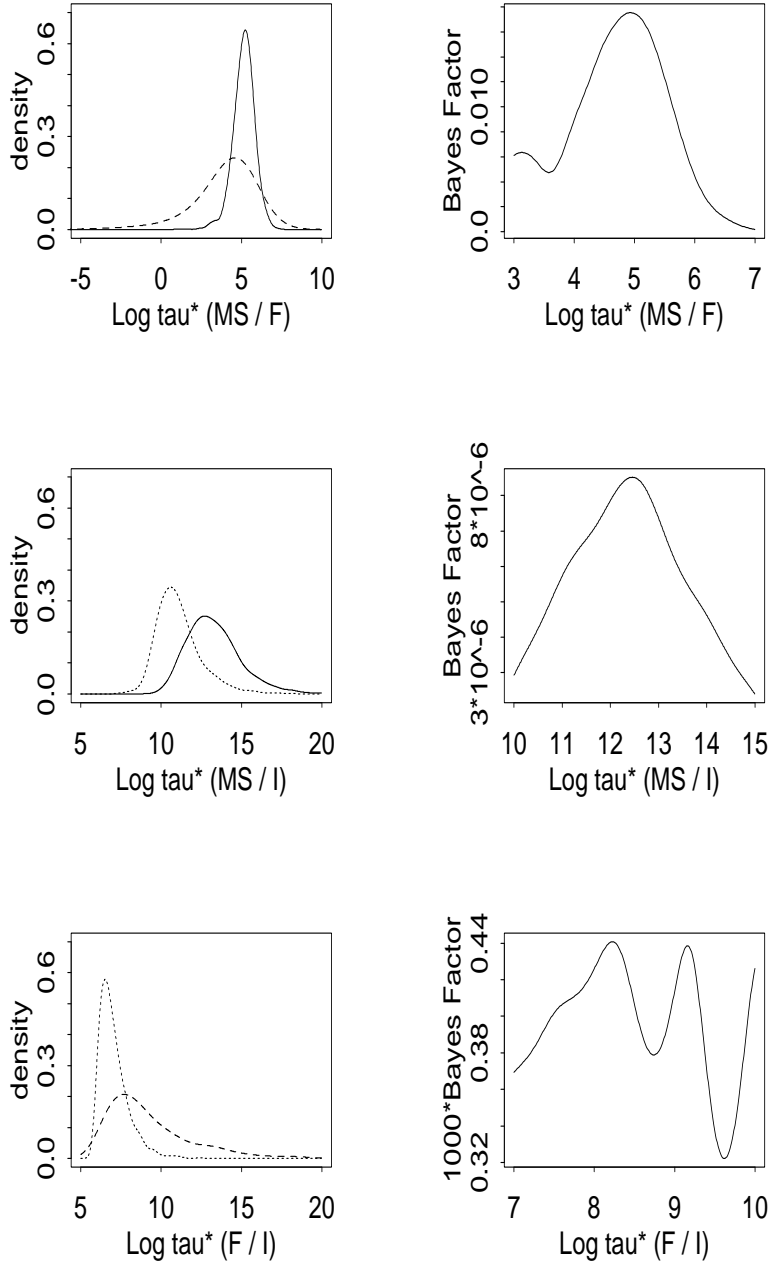 density
0.0 0.3 0.6
-5 0 5 10
Log tau* (MS / F)
Bayes Factor
0.0 0.010
3 4 5 6 7
Log tau* (MS / F)
density
0.0 0.3 0.6
5 10 15 20
Log tau* (MS / I)
Bayes Factor
3*10^-6 8*10^-6
10 11 12 13 14 15
Log tau* (MS / I)
density
0.0 0.3 0.6
5 10 15 20
Log tau* (F / I)
1000*Bayes Factor
0.32 0.38 0.44
7 8 9 10
Log tau* (F / I)